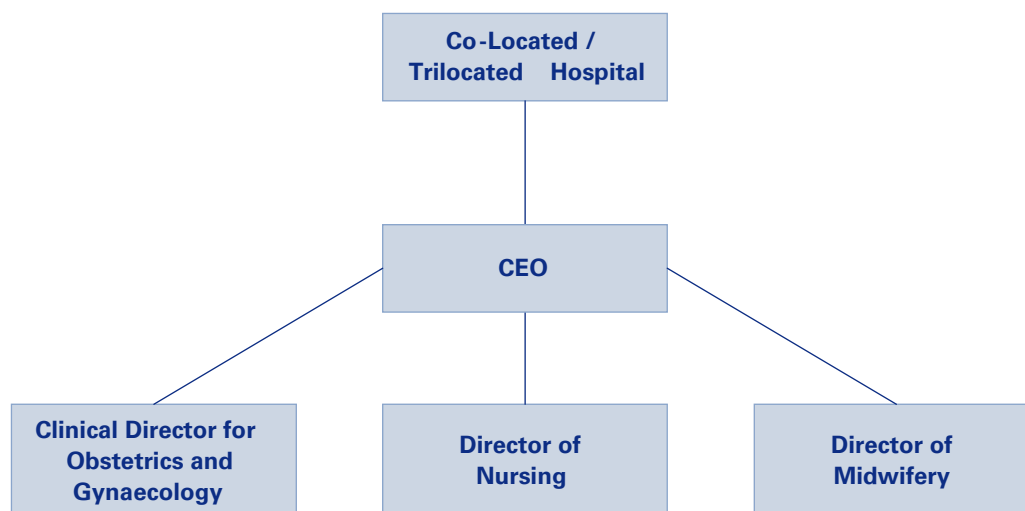 Co-Located /
Trilocated Hospital
CEO
Clinical Director for
Obstetrics and
Gynaecology
Director of
Nursing
Director of
Midwifery